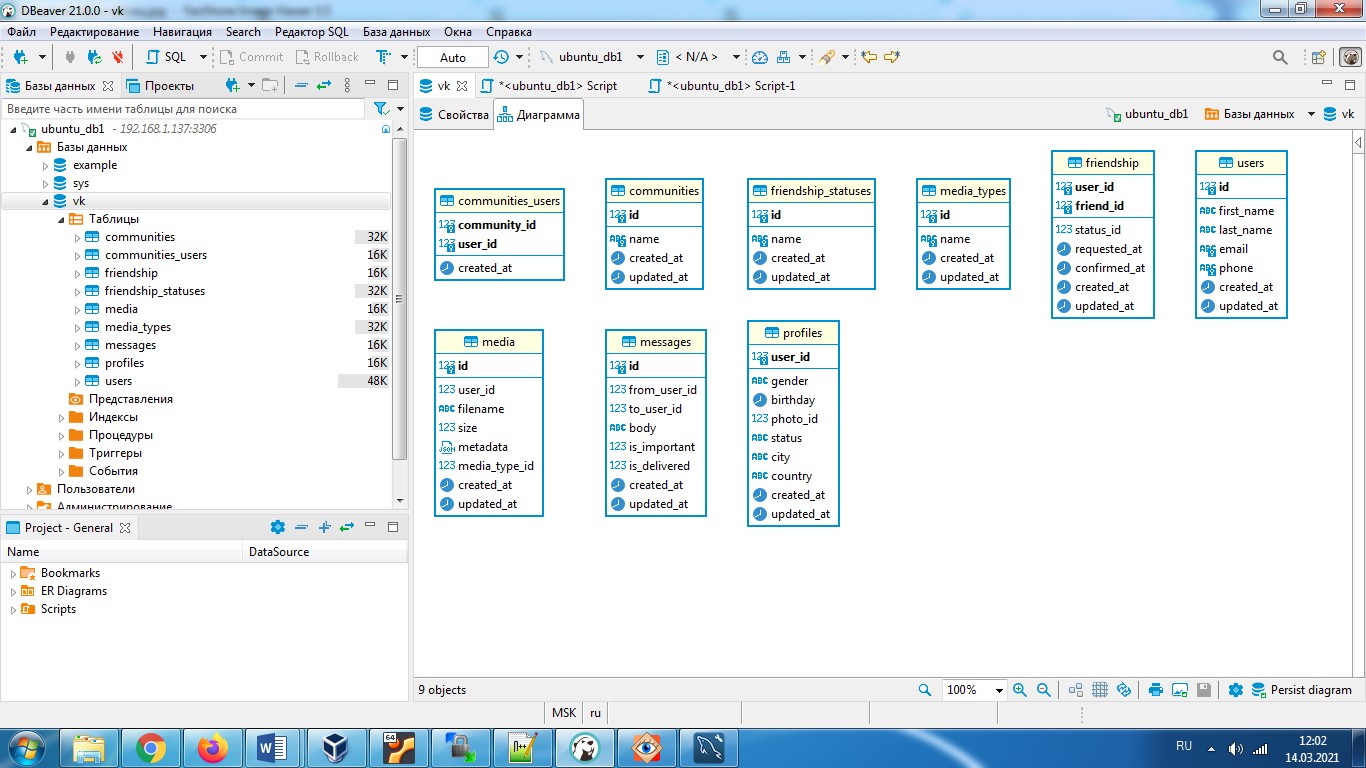 DBeaver 21.0.0 - vk
Файл Редактирование Навигация Search Редактор SQL База данных Окна Справка
SQL Commit Rollback Auto ubuntu_db1 < N/A >
Базы данных Проекты
Введите часть имени таблицы для поиска
ubuntu_db1 - 192.168.1.137:3306
Базы данных
example
sys
vk
Таблицы
communities 32K
communities_users 16K
friendship 16K
friendship_statuses 32K
media 16K
media_types 32K
messages 16K
profiles 16K
users 48K
Представления
Индексы
Процедуры
Триггеры
События
Пользователи
Администрирование
Project - General
Name DataSource
Bookmarks
ER Diagrams
Scripts
vk *<ubuntu_db1> Script *<ubuntu_db1> Script-1
Свойства Диаграмма ubuntu_db1 Базы данных vk
communities_users
community_id
user_id
created_at
communities
id
name
created_at
updated_at
friendship_statuses
id
name
created_at
updated_at
media_types
id
name
created_at
updated_at
friendship
user_id
friend_id
status_id
requested_at
confirmed_at
created_at
updated_at
users
id
first_name
last_name
email
phone
created_at
updated_at
media
id
user_id
filename
size
metadata
media_type_id
created_at
updated_at
messages
id
from_user_id
to_user_id
body
is_important
is_delivered
created_at
updated_at
profiles
user_id
gender
birthday
photo_id
status
city
country
created_at
updated_at
9 objects 100% Persist diagram
MSK ru
RU 12:02
14.03.2021